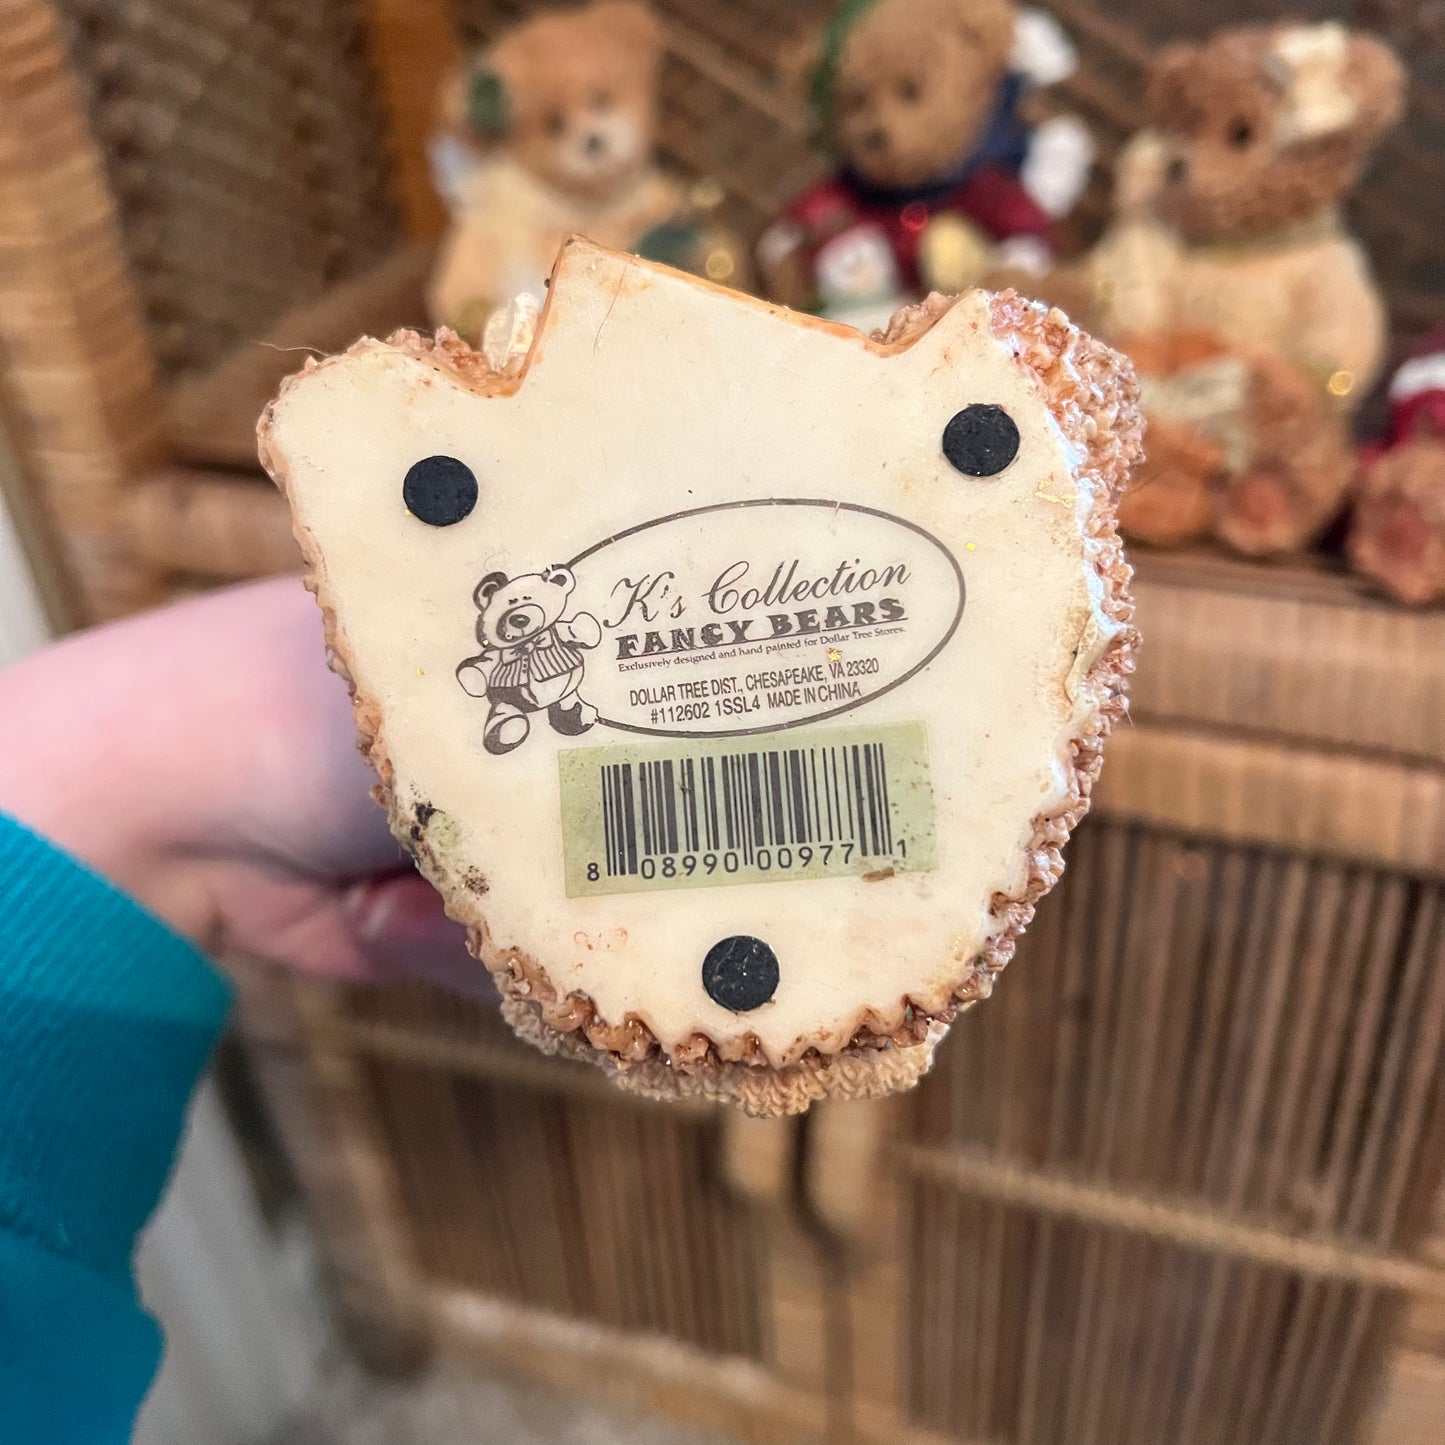 K's Collection
FANCY BEARS
Exclusively designed and hand painted for Dollar Tree Stores.
DOLLAR TREE DIST., CHESAPEAKE, VA 23320
#112602 1SSL4 MADE IN CHINA
8 08990 00977 1